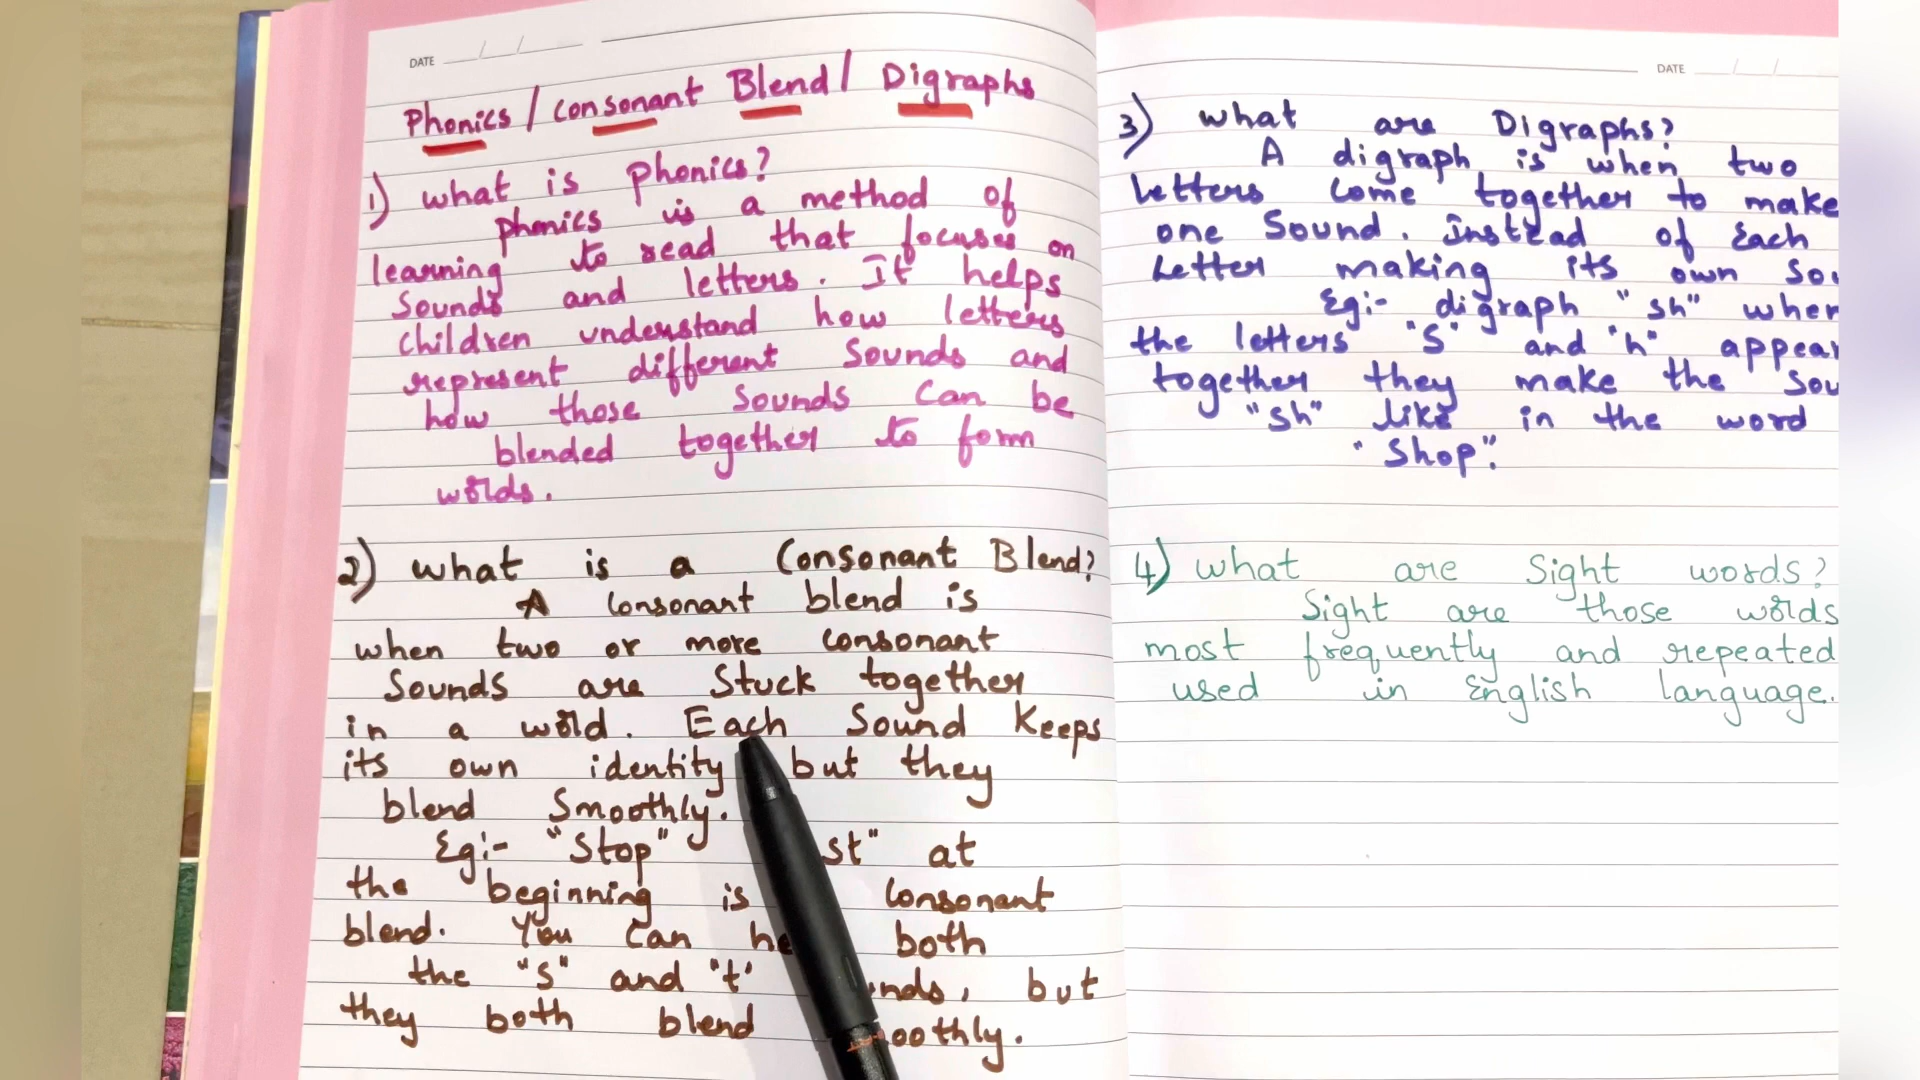 DATE
Phonics / Consonant Blend / Digraphs
1) what is phonics?
phonics is a method of
learning to read that focuses on
sounds and letters. It helps
children understand how letters
represent different sounds and
how those sounds can be
blended together to form
words.
2) what is a Consonant Blend?
A consonant blend is
when two or more consonant
sounds are stuck together
in a word. Each Sound Keeps
its own identity but they
blend smoothly.
Eg:- "Stop" st" at
the beginning is consonant
blend. You can both
the "S" and "t" but
they both blend
DATE
3) what are Digraphs?
A digraph is when two
letters come together to make
one Sound. Instead of Each
Letter making its own
Eg:- digraph "sh"
the letters "S" and "h"
together they make the
"sh" like in the word
"Shop".
4) what are Sight words?
Sight are those words
most frequently and repeated
used in English language.